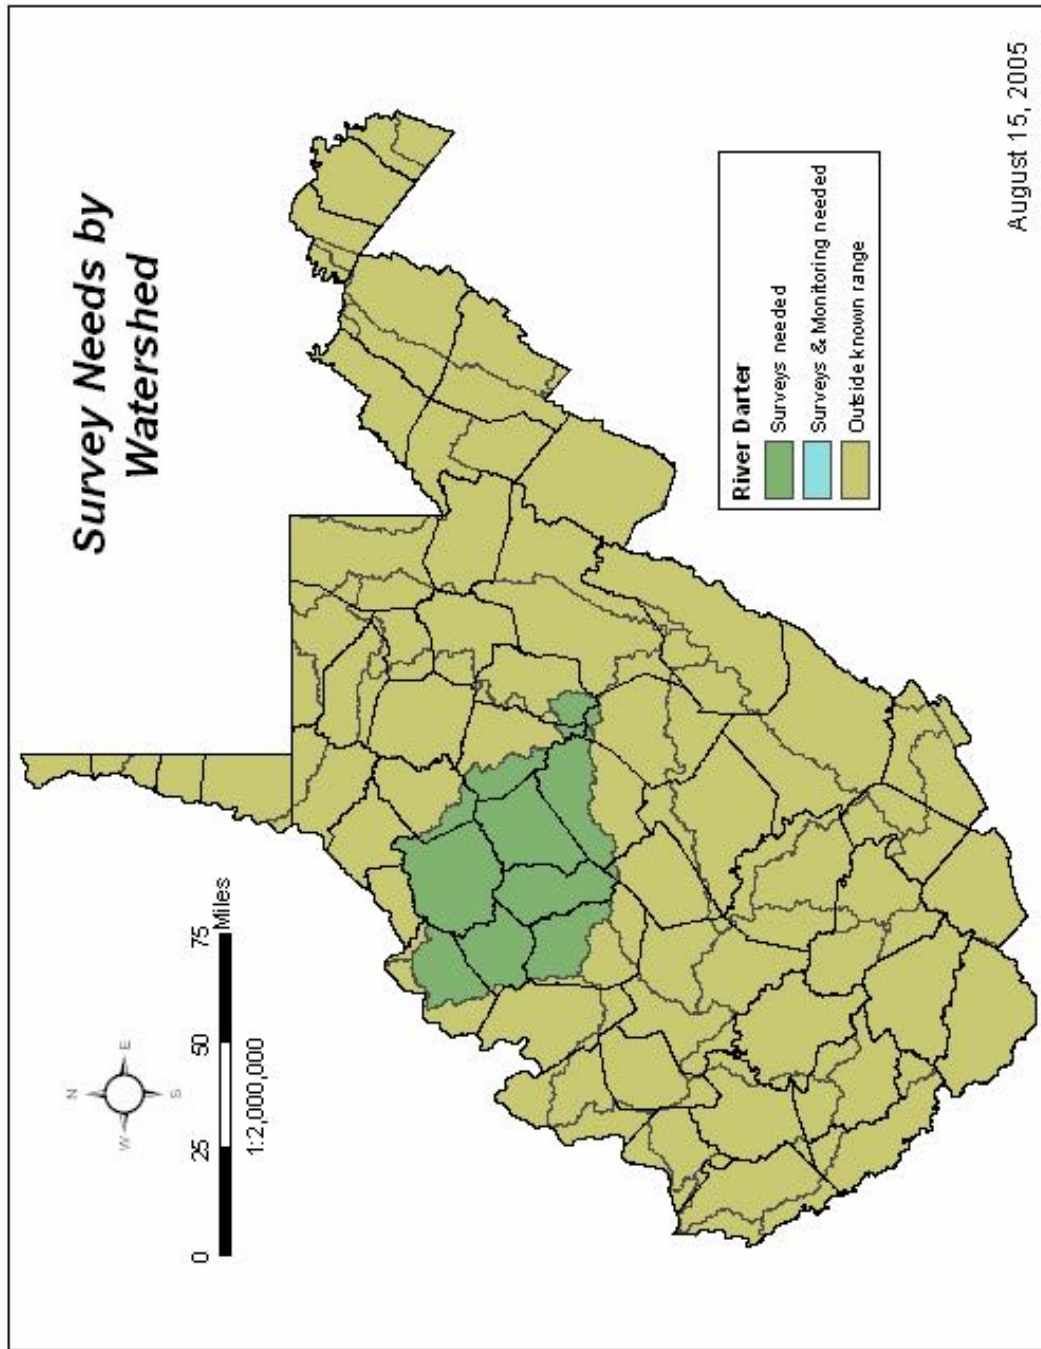 Survey Needs by
Watershed
N
W
E
S
0
25
50
75
Miles
1:2,000,000
River Darter
Surveys needed
Surveys & Monitoring needed
Outside known range
August 15, 2005